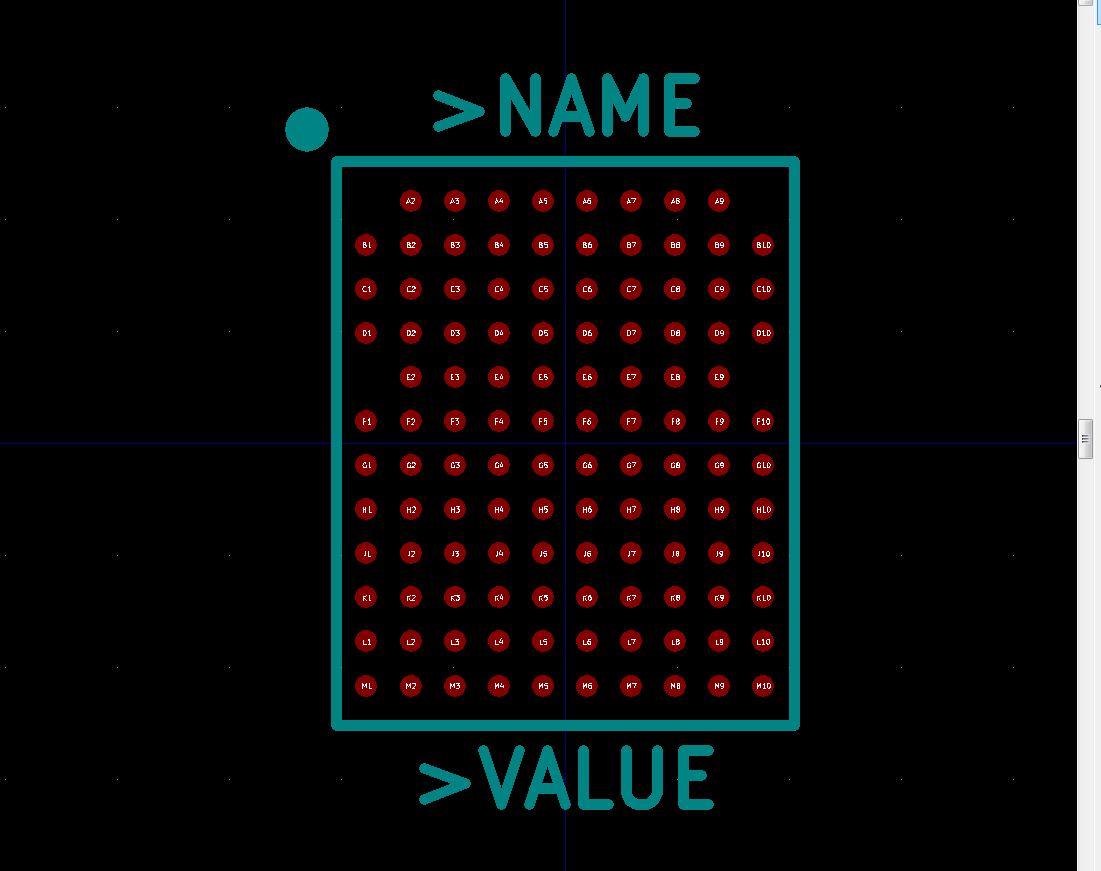 >NAME
A2 A3 A4 A5 A6 A7 A8 A9
B1 B2 B3 B4 B5 B6 B7 B8 B9 B10
C1 C2 C3 C4 C5 C6 C7 C8 C9 C10
D1 D2 D3 D4 D5 D6 D7 D8 D9 D10
E2 E3 E4 E5 E6 E7 E8 E9
F1 F2 F3 F4 F5 F6 F7 F8 F9 F10
G1 G2 G3 G4 G5 G6 G7 G8 G9 G10
H1 H2 H3 H4 H5 H6 H7 H8 H9 H10
J1 J2 J3 J4 J5 J6 J7 J8 J9 J10
K1 K2 K3 K4 K5 K6 K7 K8 K9 K10
L1 L2 L3 L4 L5 L6 L7 L8 L9 L10
M1 M2 M3 M4 M5 M6 M7 M8 M9 M10
>VALUE